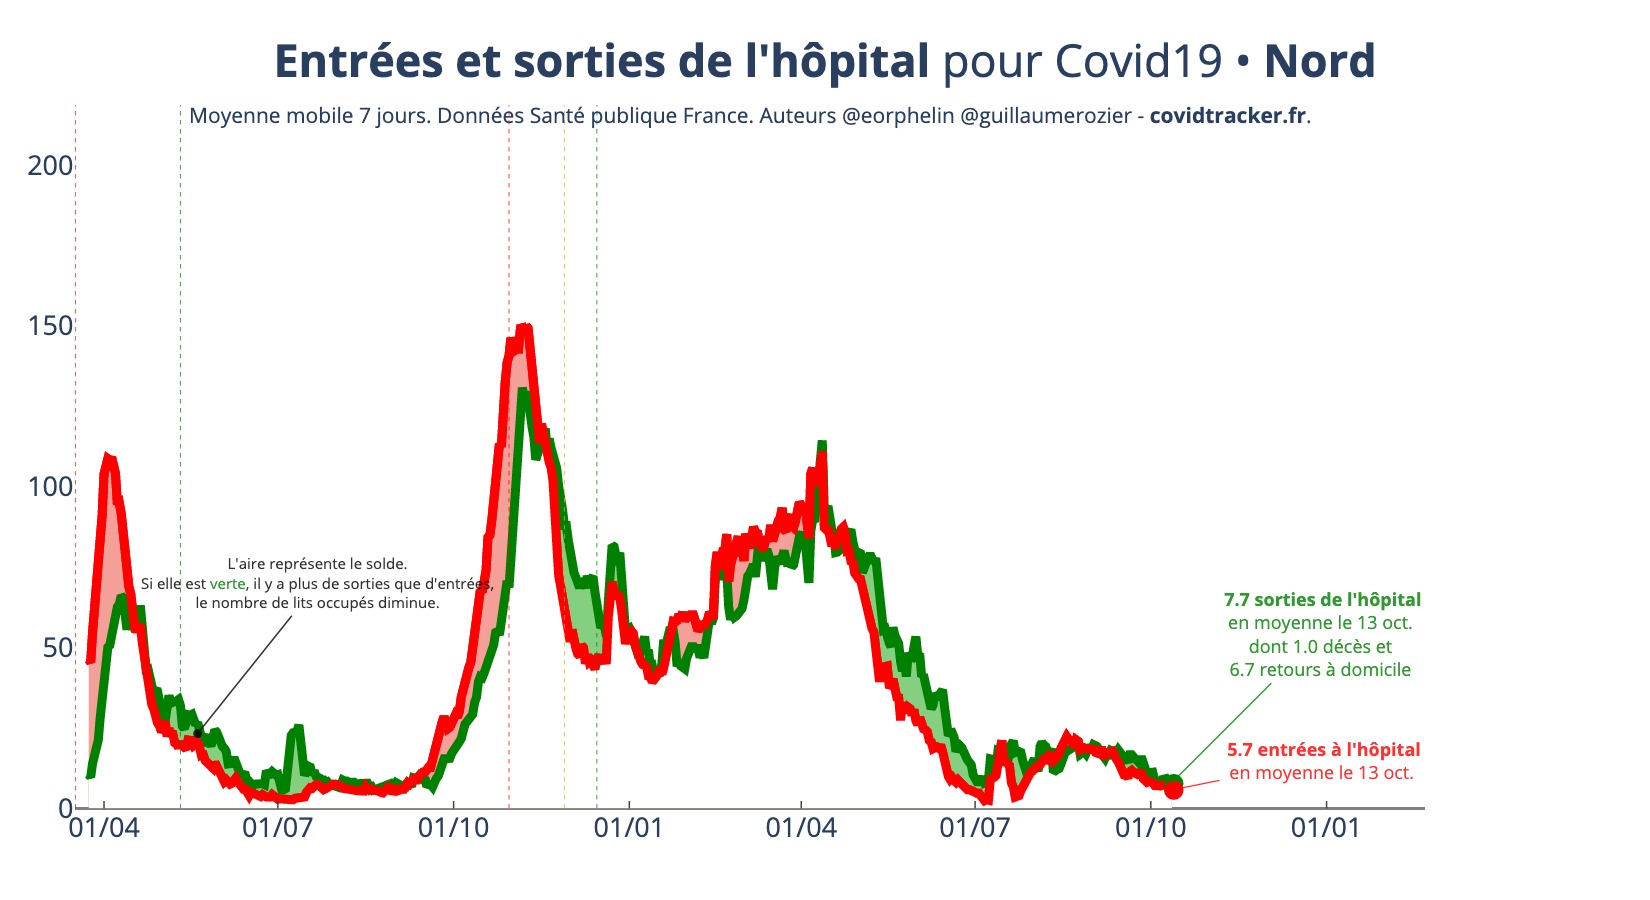 Entrées et sorties de l'hôpital pour Covid19 • Nord
Moyenne mobile 7 jours. Données Santé publique France. Auteurs @eorphelin @guillaumerozier - covidtracker.fr.
200
150
100
50
0
L'aire représente le solde.
Si elle est verte, il y a plus de sorties que d'entrées,
le nombre de lits occupés diminue.
7.7 sorties de l'hôpital
en moyenne le 13 oct.
dont 1.0 décès et
6.7 retours à domicile
5.7 entrées à l'hôpital
en moyenne le 13 oct.
01/04 01/07 01/10 01/01 01/04 01/07 01/10 01/01